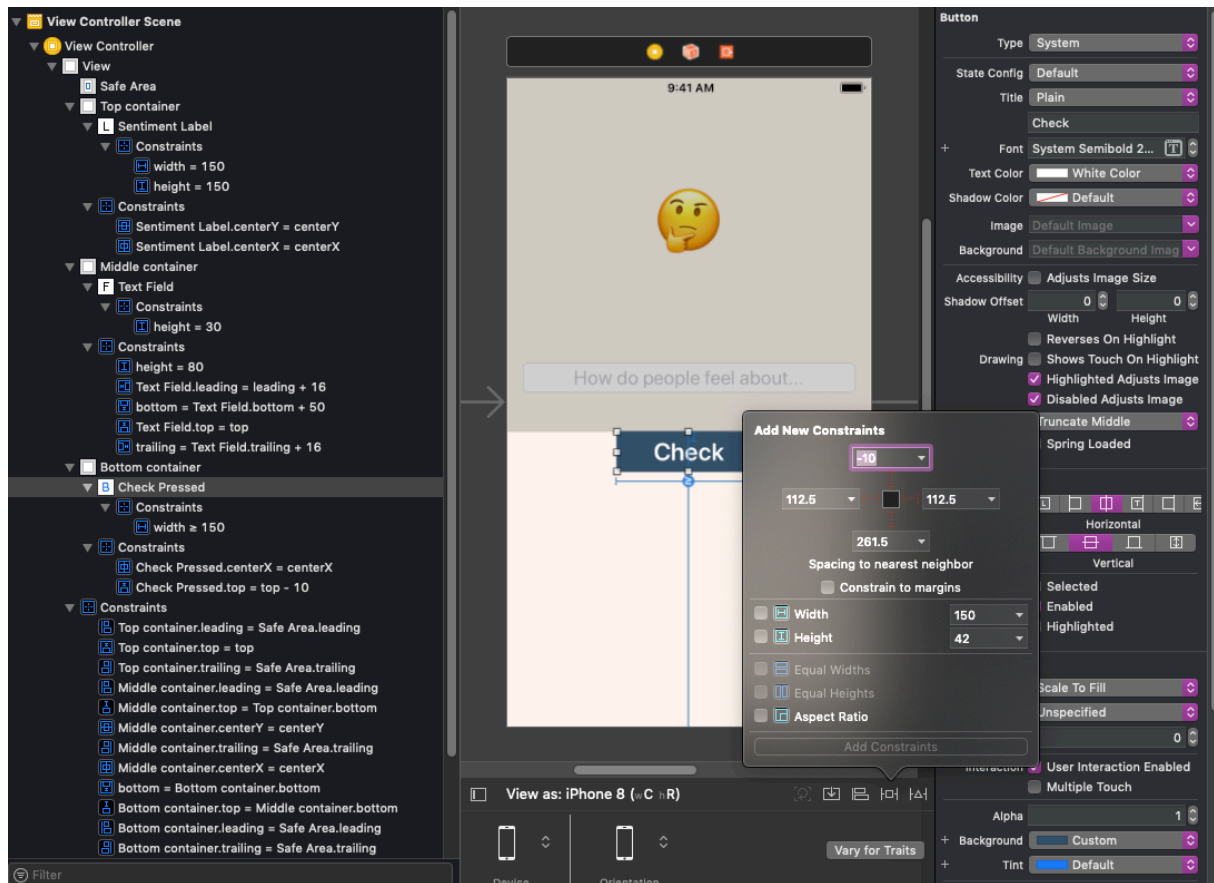 View Controller Scene
View Controller
View
Safe Area
Top container
L Sentiment Label
Constraints
width = 150
height = 150
Constraints
Sentiment Label.centerY = centerY
Sentiment Label.centerX = centerX
Middle container
F Text Field
Constraints
height = 30
Constraints
height = 80
Text Field.leading = leading + 16
bottom = Text Field.bottom + 50
Text Field.top = top
trailing = Text Field.trailing + 16
Bottom container
B Check Pressed
Constraints
width ≥ 150
Constraints
Check Pressed.centerX = centerX
Check Pressed.top = top - 10
Constraints
Top container.leading = Safe Area.leading
Top container.top = top
Top container.trailing = Safe Area.trailing
Middle container.leading = Safe Area.leading
Middle container.top = Top container.bottom
Middle container.centerY = centerY
Middle container.trailing = Safe Area.trailing
Middle container.centerX = centerX
bottom = Bottom container.bottom
Bottom container.top = Middle container.bottom
Bottom container.leading = Safe Area.leading
Bottom container.trailing = Safe Area.trailing
Filter
9:41 AM
How do people feel about...
Check
Add New Constraints
-10
112.5 112.5
261.5
Spacing to nearest neighbor
Constrain to margins
Width 150
Height 42
Equal Widths
Equal Heights
Aspect Ratio
Add Constraints
View as: iPhone 8 (wC hR)
Vary for Traits
Device Orientation
Button
Type System
State Config Default
Title Plain
Check
+ Font System Semibold 2... T
Text Color White Color
Shadow Color Default
Image Default Image
Background Default Background Imag
Accessibility Adjusts Image Size
Shadow Offset 0 0
Width Height
Reverses On Highlight
Drawing Shows Touch On Highlight
Highlighted Adjusts Image
Disabled Adjusts Image
Truncate Middle
Spring Loaded
Horizontal
Vertical
Selected
Enabled
Highlighted
Scale To Fill
Unspecified
0
Interaction User Interaction Enabled
Multiple Touch
Alpha 1
+ Background Custom
+ Tint Default